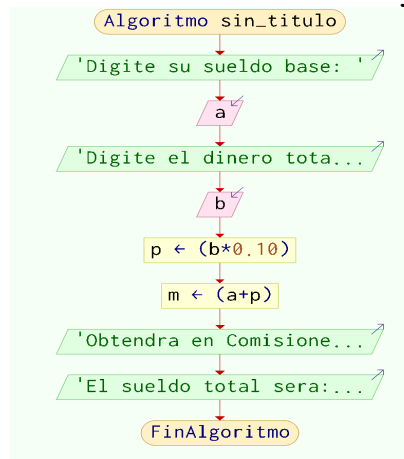 Algoritmo sin_titulo
'Digite su sueldo base: '
a
'Digite el dinero tota...
b
p ← (b*0.10)
m ← (a+p)
'Obtendra en Comisione...
'El sueldo total sera:...
FinAlgoritmo